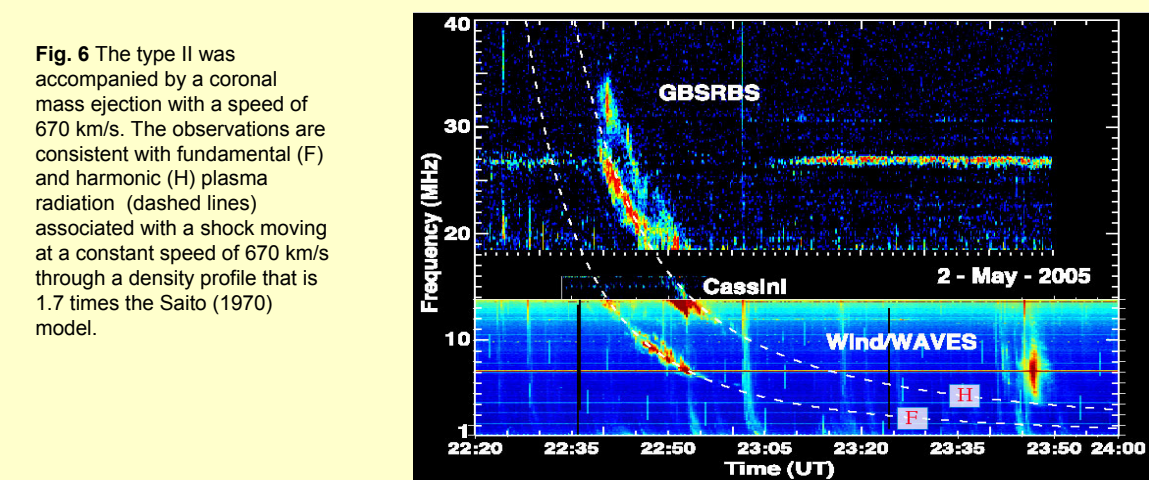 Fig. 6 The type II was
accompanied by a coronal
mass ejection with a speed of
670 km/s. The observations are
consistent with fundamental (F)
and harmonic (H) plasma
radiation (dashed lines)
associated with a shock moving
at a constant speed of 670 km/s
through a density profile that is
1.7 times the Saito (1970)
model.
40
GBSRBS
30
20
Frequency (MHz)
2 - May - 2005
Cassini
10
Wind/WAVES
H
F
1
22:20 22:35 22:50 23:05 23:20 23:35 23:50 24:00
Time (UT)